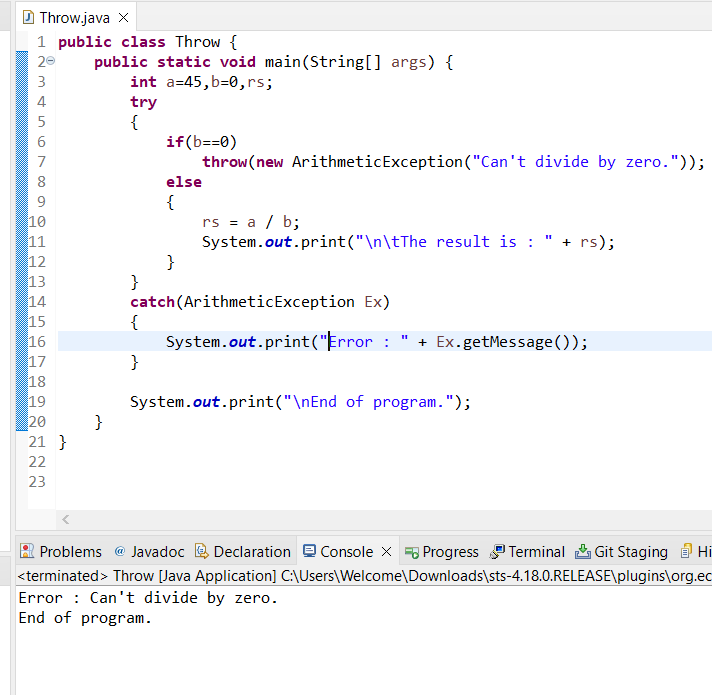 Throw.java
1 public class Throw {
2 public static void main(String[] args) {
3 int a=45,b=0,rs;
4 try
5 {
6 if(b==0)
7 throw(new ArithmeticException("Can't divide by zero."));
8 else
9 {
10 rs = a / b;
11 System.out.print("\n\tThe result is : " + rs);
12 }
13 }
14 catch(ArithmeticException Ex)
15 {
16 System.out.print("Error : " + Ex.getMessage());
17 }
18
19 System.out.print("\nEnd of program.");
20 }
21 }
22
23
Problems @ Javadoc Declaration Console Progress Terminal Git Staging Hi
<terminated> Throw [Java Application] C:\Users\Welcome\Downloads\sts-4.18.0.RELEASE\plugins\org.ec
Error : Can't divide by zero.
End of program.